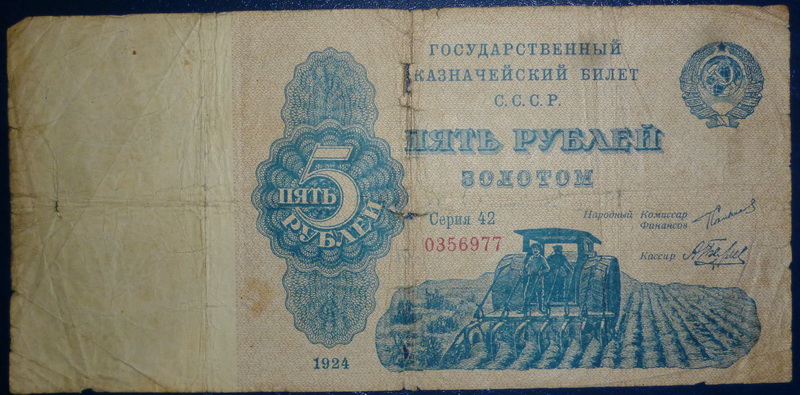 ГОСУДАРСТВЕННЫЙ
КАЗНАЧЕЙСКИЙ БИЛЕТ
С.С.С.Р.
ПЯТЬ РУБЛЕЙ
ЗОЛОТОМ
5
ПЯТЬ
РУБЛЕЙ
Серия 42
0356977
Народный Комиссар
Финансов
Кассир
1924